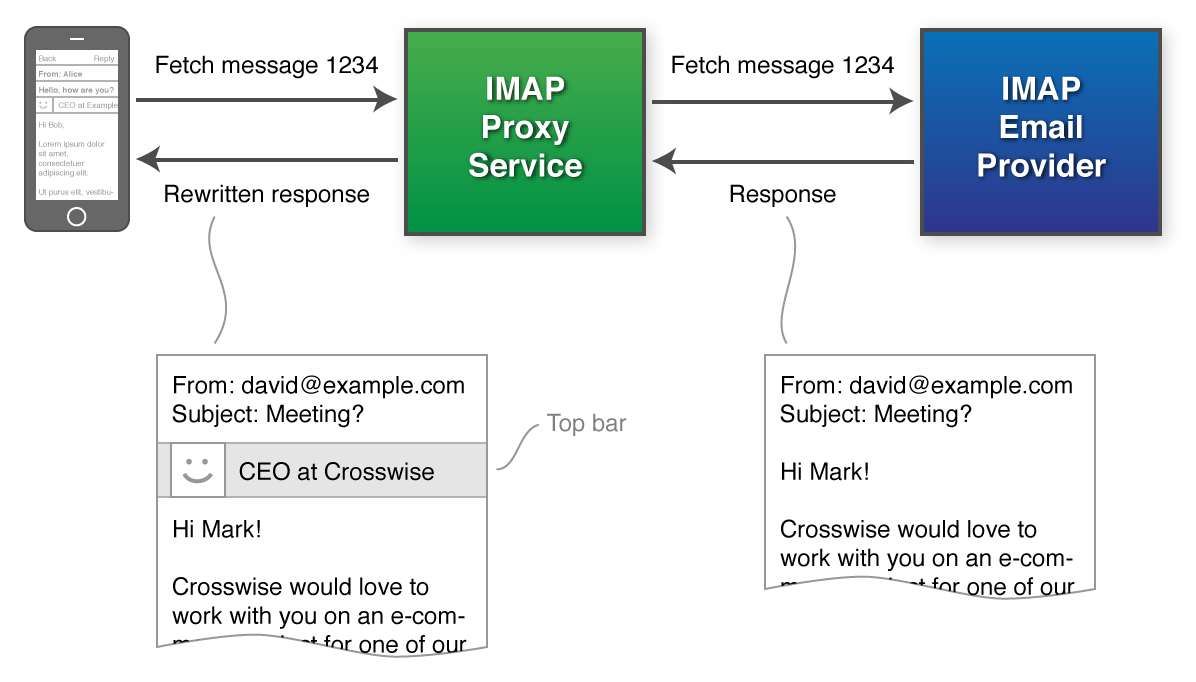 Back Reply
From: Alice
Hello, how are you?
CEO at Example
Hi Bob,
Lorem ipsum dolor
sit amet,
consectetuer
adipiscing elit.
Ut purus elit, vestibu-
Fetch message 1234
Rewritten response
IMAP
Proxy
Service
Fetch message 1234
Response
IMAP
Email
Provider
From: david@example.com
Subject: Meeting?
CEO at Crosswise
Hi Mark!
Crosswise would love to
work with you on an e-com-
for one of our
Top bar
From: david@example.com
Subject: Meeting?
Hi Mark!
Crosswise would love to
work with you on an e-com-
for one of our